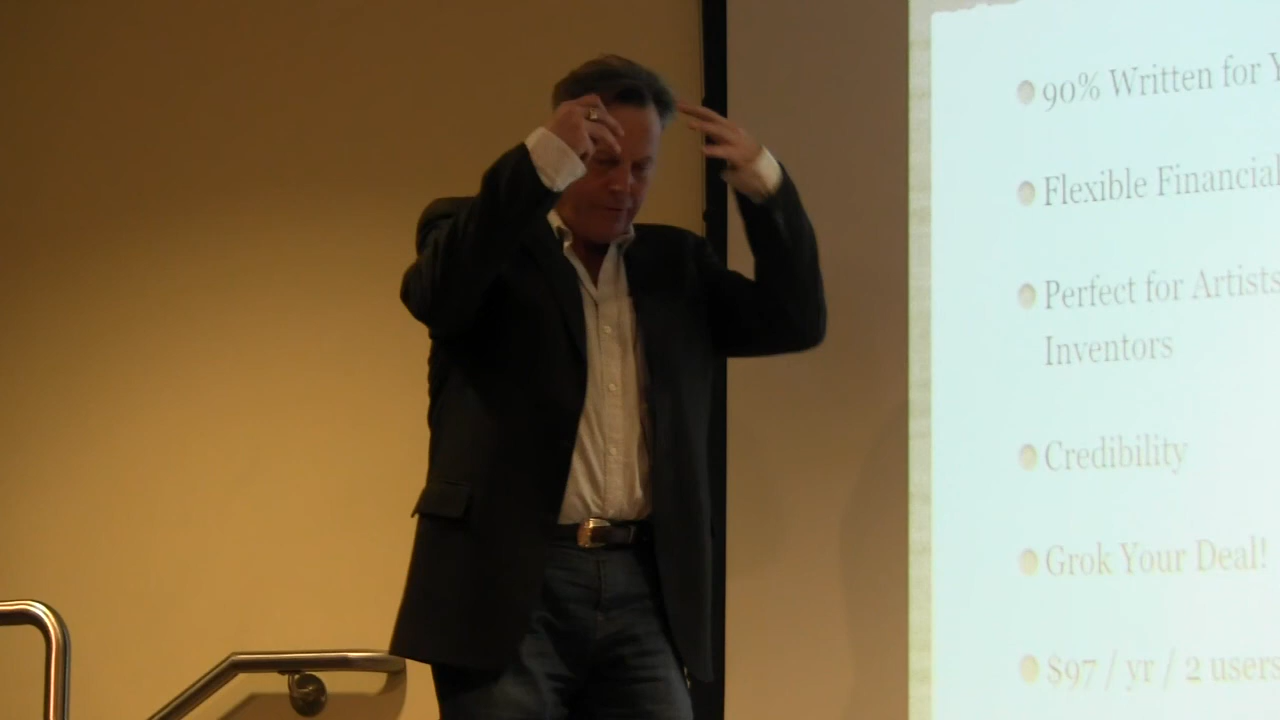 90% Written for
Flexible Financial
Perfect for Artists
Inventors
Credibility
Grok Your Deal!
$97 / yr / 2 users